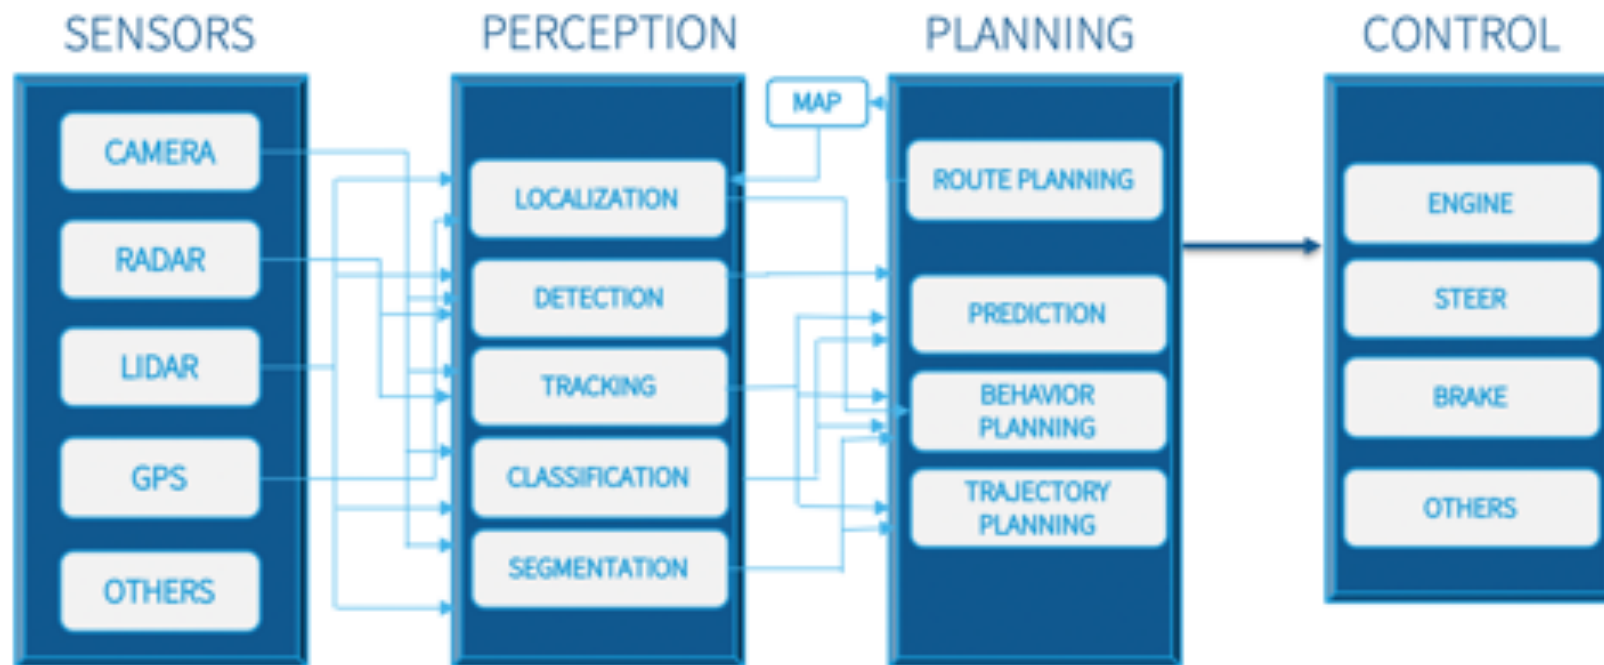 SENSORS
PERCEPTION
PLANNING
CONTROL
CAMERA
RADAR
LIDAR
GPS
OTHERS
LOCALIZATION
DETECTION
TRACKING
CLASSIFICATION
SEGMENTATION
MAP
ROUTE PLANNING
PREDICTION
BEHAVIOR
PLANNING
TRAJECTORY
PLANNING
ENGINE
STEER
BRAKE
OTHERS